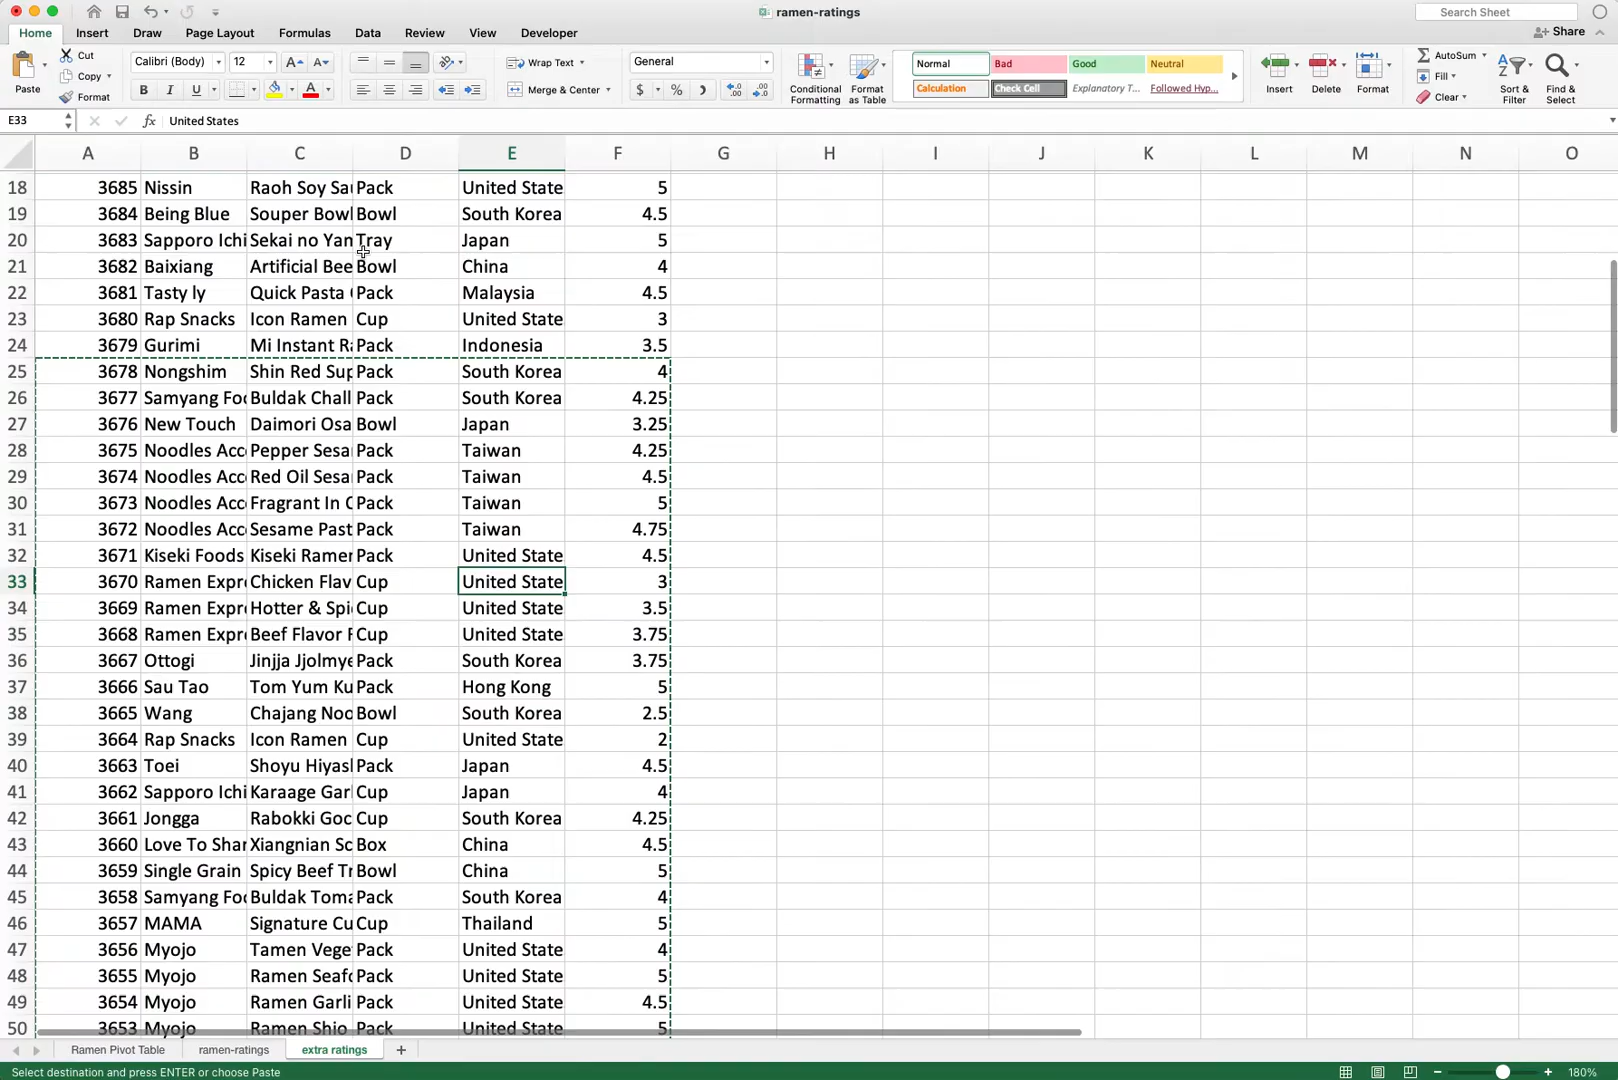 ramen-ratings
Search Sheet
Home Insert Draw Page Layout Formulas Data Review View Developer
Share
Paste
Cut
Copy
Format
Calibri (Body) 12
B I U
Wrap Text
Merge & Center
General
$ %
Conditional Formatting
Format as Table
Normal Bad Good Neutral
Calculation Check Cell Explanatory T... Followed Hyp...
Insert
Delete
Format
AutoSum
Fill
Clear
Sort & Filter
Find & Select
E33 fx United States
A B C D E F G H I J K L M N O
18 3685 Nissin Raoh Soy Sau Pack United State 5
19 3684 Being Blue Souper Bowl Bowl South Korea 4.5
20 3683 Sapporo Ichi Sekai no Yan Tray Japan 5
21 3682 Baixiang Artificial Bee Bowl China 4
22 3681 Tasty ly Quick Pasta Pack Malaysia 4.5
23 3680 Rap Snacks Icon Ramen Cup United State 3
24 3679 Gurimi Mi Instant Ra Pack Indonesia 3.5
25 3678 Nongshim Shin Red Sup Pack South Korea 4
26 3677 Samyang Foo Buldak Chall Pack South Korea 4.25
27 3676 New Touch Daimori Osa Bowl Japan 3.25
28 3675 Noodles Acc Pepper Sesa Pack Taiwan 4.25
29 3674 Noodles Acc Red Oil Sesa Pack Taiwan 4.5
30 3673 Noodles Acc Fragrant In Pack Taiwan 5
31 3672 Noodles Acc Sesame Past Pack Taiwan 4.75
32 3671 Kiseki Foods Kiseki Ramen Pack United State 4.5
33 3670 Ramen Expr Chicken Flav Cup United State 3
34 3669 Ramen Expr Hotter & Spi Cup United State 3.5
35 3668 Ramen Expr Beef Flavor F Cup United State 3.75
36 3667 Ottogi Jinjja Jjolmye Pack South Korea 3.75
37 3666 Sau Tao Tom Yum Ku Pack Hong Kong 5
38 3665 Wang Chajang Noo Bowl South Korea 2.5
39 3664 Rap Snacks Icon Ramen Cup United State 2
40 3663 Toei Shoyu Hiyash Pack Japan 4.5
41 3662 Sapporo Ichi Karaage Garl Cup Japan 4
42 3661 Jongga Rabokki Goc Cup South Korea 4.25
43 3660 Love To Shar Xiangnian Sc Box China 4.5
44 3659 Single Grain Spicy Beef Tr Bowl China 5
45 3658 Samyang Foo Buldak Toma Pack South Korea 4
46 3657 MAMA Signature Cu Cup Thailand 5
47 3656 Myojo Tamen Vege Pack United State 4
48 3655 Myojo Ramen Seafo Pack United State 5
49 3654 Myojo Ramen Garli Pack United State 4.5
50 3653 Myojo Ramen Shio Pack United State 5
Ramen Pivot Table ramen-ratings extra ratings +
Select destination and press ENTER or choose Paste
180%